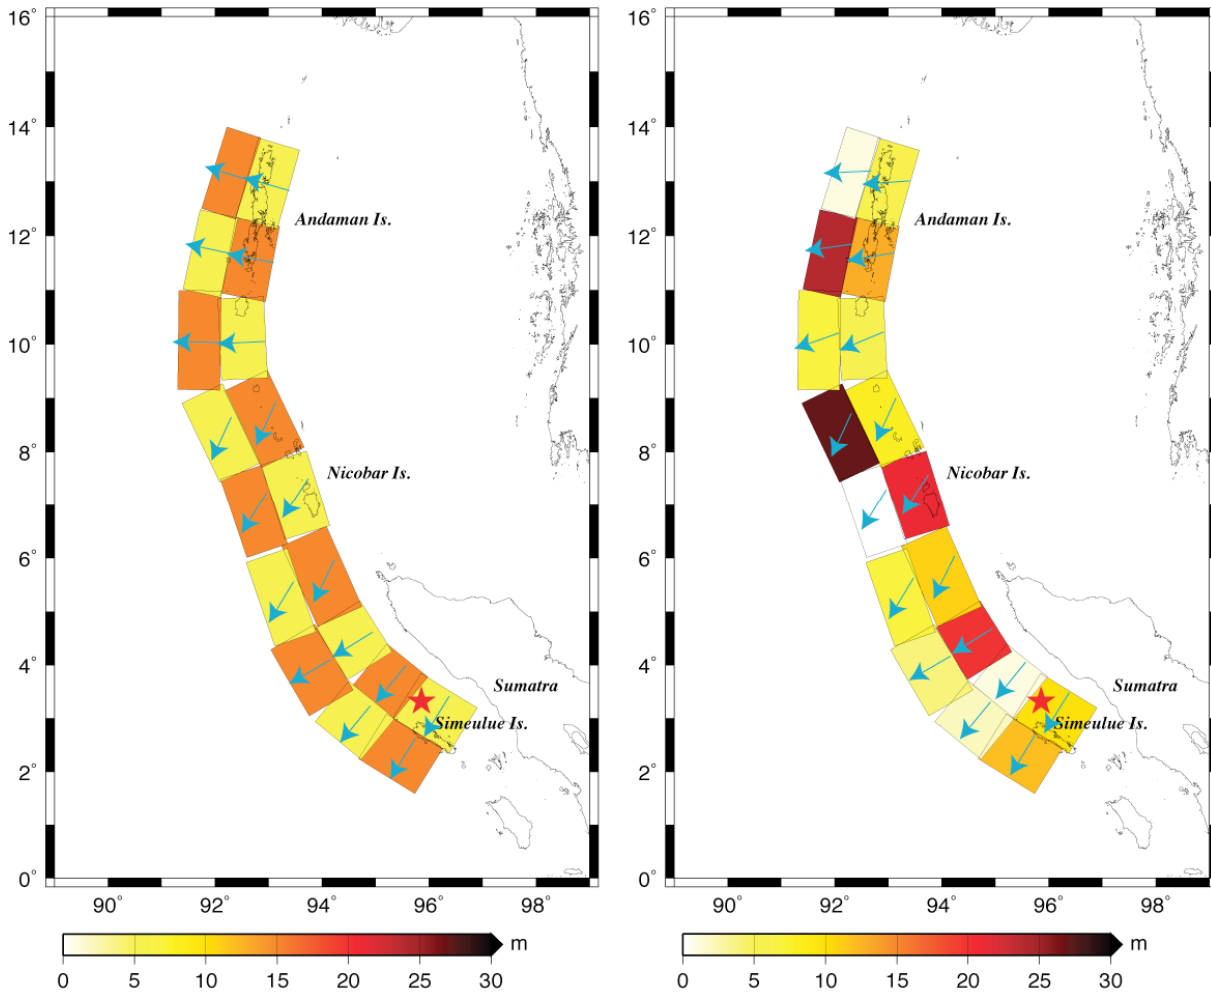 16° 16°
14° 14°
Andaman Is. Andaman Is.
12° 12°
10° 10°
8° 8°
Nicobar Is. Nicobar Is.
6° 6°
4° 4°
Sumatra Sumatra
Simeulue Is. Simeulue Is.
2° 2°
0° 0°
90° 92° 94° 96° 98° 90° 92° 94° 96° 98°
m m
0 5 10 15 20 25 30 0 5 10 15 20 25 30